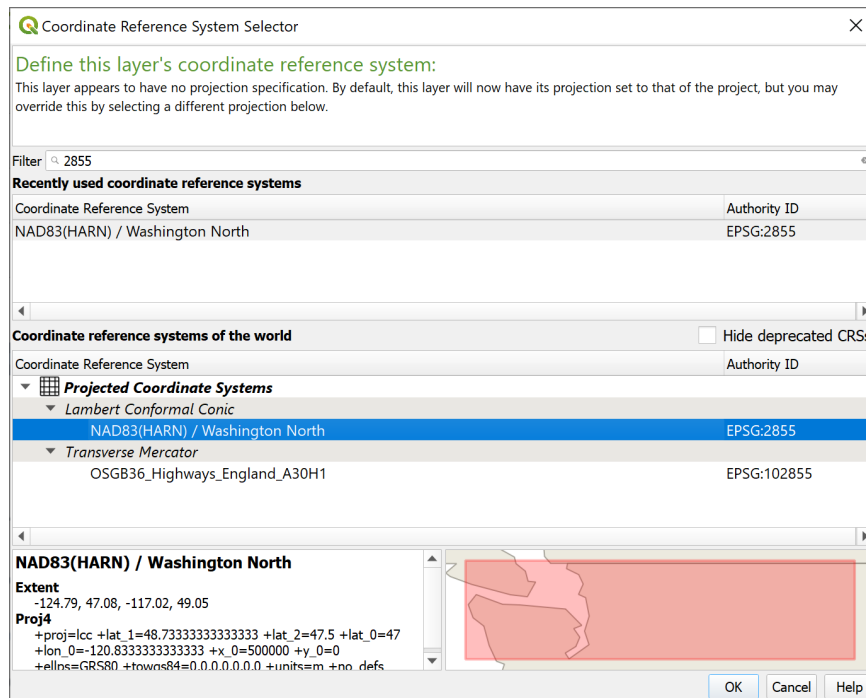 Coordinate Reference System Selector
Define this layer's coordinate reference system:
This layer appears to have no projection specification. By default, this layer will now have its projection set to that of the project, but you may
override this by selecting a different projection below.
Filter 2855
Recently used coordinate reference systems
Coordinate Reference System Authority ID
NAD83(HARN) / Washington North EPSG:2855
Coordinate reference systems of the world Hide deprecated CRSs
Coordinate Reference System Authority ID
Projected Coordinate Systems
Lambert Conformal Conic
NAD83(HARN) / Washington North EPSG:2855
Transverse Mercator
OSGB36_Highways_England_A30H1 EPSG:102855
NAD83(HARN) / Washington North
Extent
-124.79, 47.08, -117.02, 49.05
Proj4
+proj=lcc +lat_1=48.73333333333333 +lat_2=47.5 +lat_0=47
+lon_0=-120.8333333333333 +x_0=500000 +y_0=0
+ellps=GRS80 +towgs84=0,0,0,0,0,0,0 +units=m +no_defs
OK Cancel Help